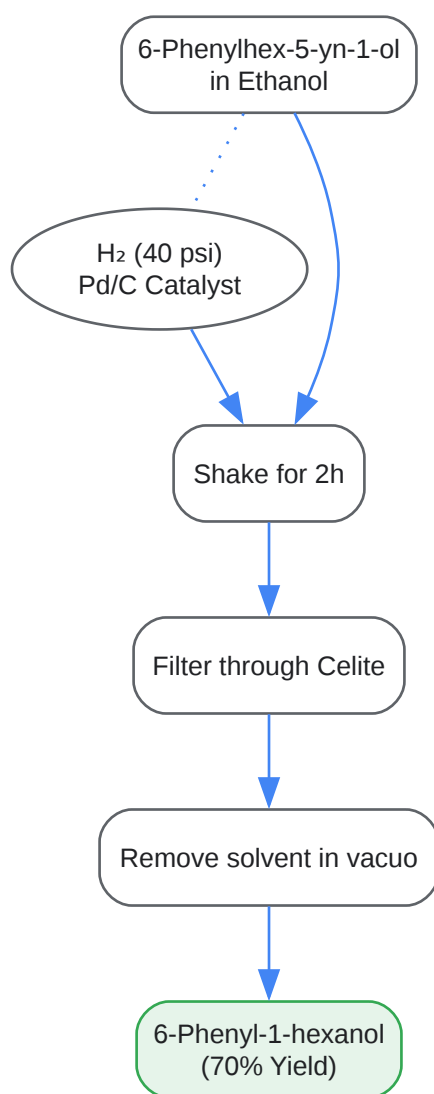 6-Phenylhex-5-yn-1-ol
in Ethanol
H₂ (40 psi)
Pd/C Catalyst
Shake for 2h
Filter through Celite
Remove solvent in vacuo
6-Phenyl-1-hexanol
(70% Yield)